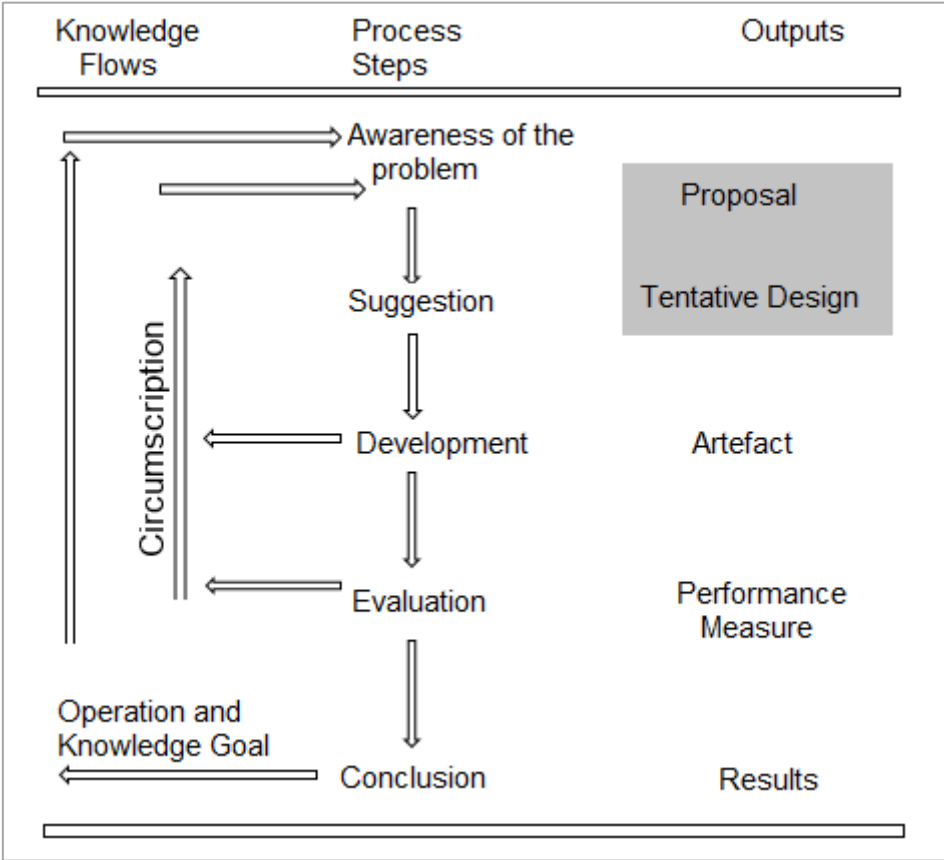 Knowledge
Flows
Process
Steps
Outputs
Awareness of the
problem
Proposal
Suggestion
Tentative Design
Circumscription
Development
Artefact
Evaluation
Performance
Measure
Operation and
Knowledge Goal
Conclusion
Results